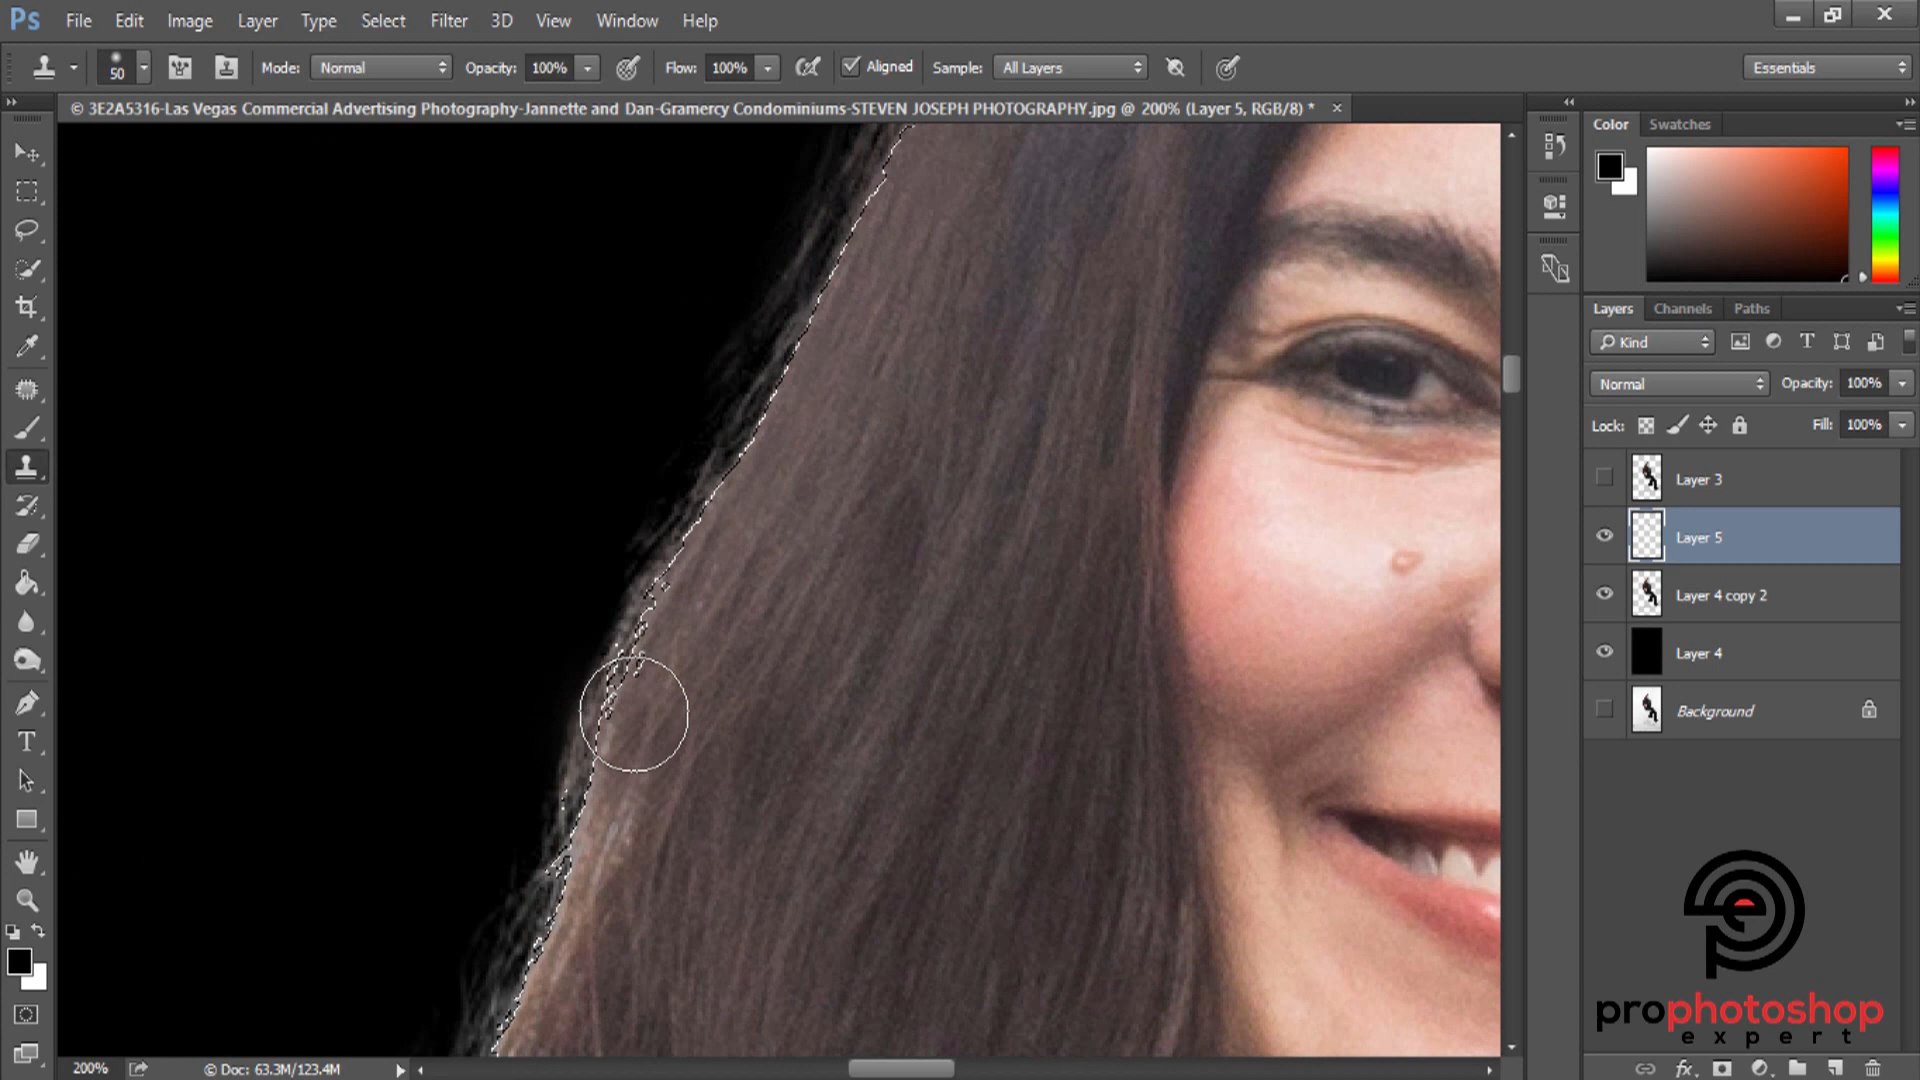 Ps File Edit Image Layer Type Select Filter 3D View Window Help
50 Mode: Normal Opacity: 100% Flow: 100% Aligned Sample: All Layers Essentials
© 3E2A5316-Las Vegas Commercial Advertising Photography-Jannette and Dan-Gramercy Condominiums-STEVEN JOSEPH PHOTOGRAPHY.jpg @ 200% (Layer 5, RGB/8) *
Color Swatches
Layers Channels Paths
Kind
Normal Opacity: 100%
Lock: Fill: 100%
Layer 3
Layer 5
Layer 4 copy 2
Layer 4
Background
prophotoshop
expert
200% © Doc: 63.3M/123.4M